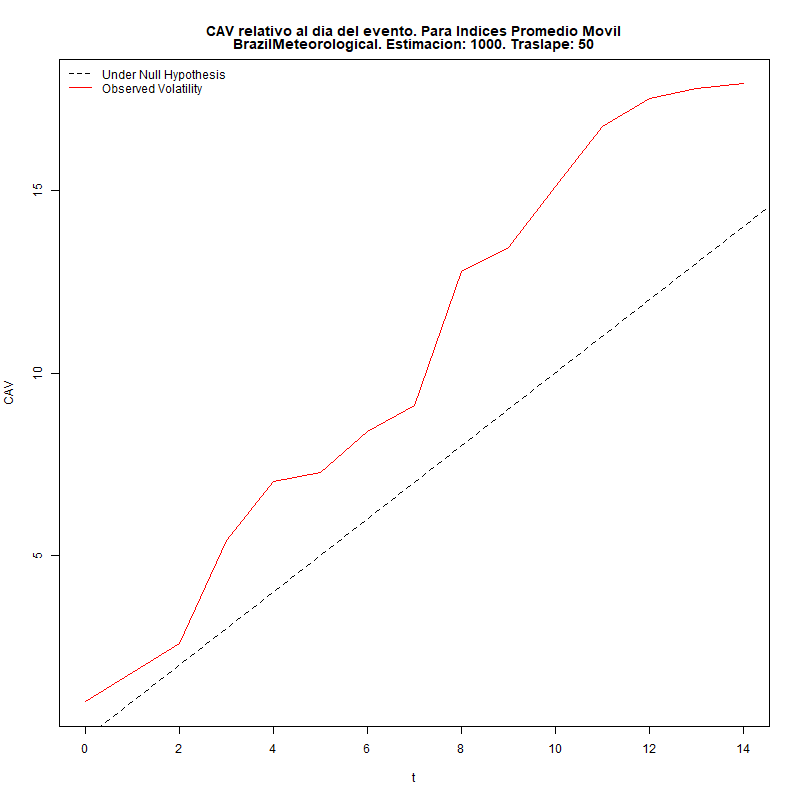 CAV relativo al dia del evento. Para Indices Promedio Movil
BrazilMeteorological. Estimacion: 1000. Traslape: 50
Under Null Hypothesis
Observed Volatility
15
10
5
CAV
0 2 4 6 8 10 12 14
t